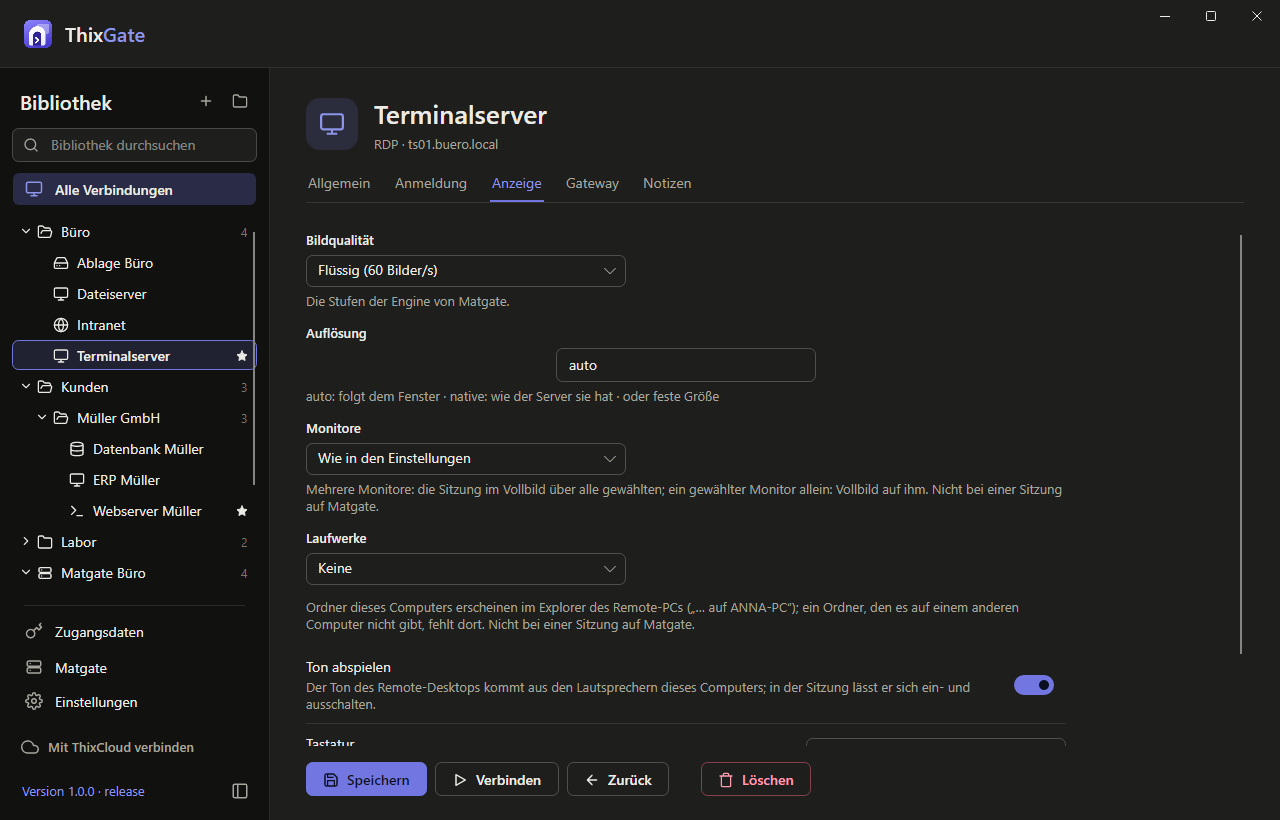 ThixGate
Bibliothek
Bibliothek durchsuchen
Alle Verbindungen
Büro 4
Ablage Büro
Dateiserver
Intranet
Terminalserver
Kunden 3
Müller GmbH 3
Datenbank Müller
ERP Müller
Webserver Müller
Labor 2
Matgate Büro 4
Zugangsdaten
Matgate
Einstellungen
Mit ThixCloud verbinden
Version 1.0.0 · release
Terminalserver
RDP · ts01.buero.local
Allgemein Anmeldung Anzeige Gateway Notizen
Bildqualität
Flüssig (60 Bilder/s)
Die Stufen der Engine von Matgate.
Auflösung
auto
auto: folgt dem Fenster · native: wie der Server sie hat · oder feste Größe
Monitore
Wie in den Einstellungen
Mehrere Monitore: die Sitzung im Vollbild über alle gewählten; ein gewählter Monitor allein: Vollbild auf ihm. Nicht bei einer Sitzung
auf Matgate.
Laufwerke
Keine
Ordner dieses Computers erscheinen im Explorer des Remote-PCs („… auf ANNA-PC“); ein Ordner, den es auf einem anderen
Computer nicht gibt, fehlt dort. Nicht bei einer Sitzung auf Matgate.
Ton abspielen
Der Ton des Remote-Desktops kommt aus den Lautsprechern dieses Computers; in der Sitzung lässt er sich ein- und
ausschalten.
Tastatur
Speichern Verbinden Zurück Löschen